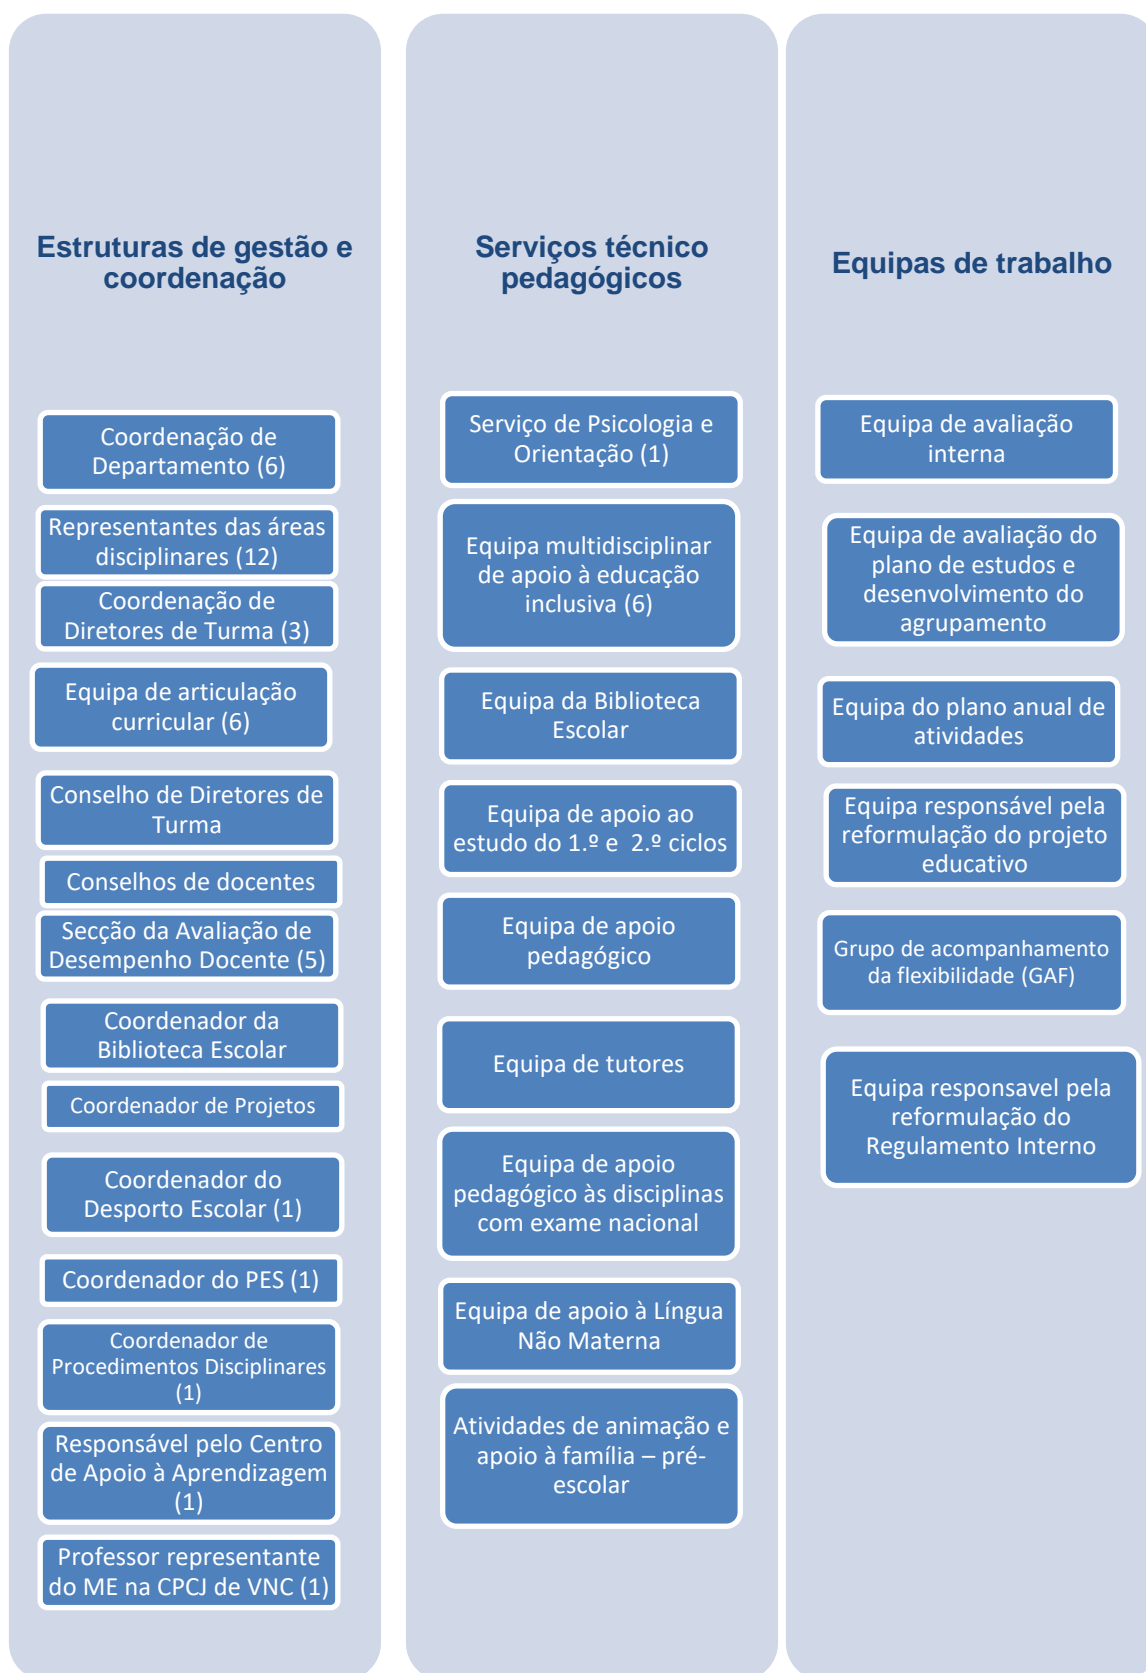 Estruturas de gestão e
coordenação
Coordenação de
Departamento (6)
Representantes das áreas
disciplinares (12)
Coordenação de
Diretores de Turma (3)
Equipa de articulação
curricular (6)
Conselho de Diretores de
Turma
Conselhos de docentes
Secção da Avaliação de
Desempenho Docente (5)
Coordenador da
Biblioteca Escolar
Coordenador de Projetos
Coordenador do
Desporto Escolar (1)
Coordenador do PES (1)
Coordenador de
Procedimentos Disciplinares
(1)
Responsável pelo Centro
de Apoio à Aprendizagem
(1)
Professor representante
do ME na CPCJ de VNC (1)
Serviços técnico
pedagógicos
Serviço de Psicologia e
Orientação (1)
Equipa multidisciplinar
de apoio à educação
inclusiva (6)
Equipa da Biblioteca
Escolar
Equipa de apoio ao
estudo do 1.º e 2.º ciclos
Equipa de apoio
pedagógico
Equipa de tutores
Equipa de apoio
pedagógico às disciplinas
com exame nacional
Equipa de apoio à Língua
Não Materna
Atividades de animação e
apoio à família – pré-
escolar
Equipas de trabalho
Equipa de avaliação
interna
Equipa de avaliação do
plano de estudos e
desenvolvimento do
agrupamento
Equipa do plano anual de
atividades
Equipa responsável pela
reformulação do projeto
educativo
Grupo de acompanhamento
da flexibilidade (GAF)
Equipa responsavel pela
reformulação do
Regulamento Interno